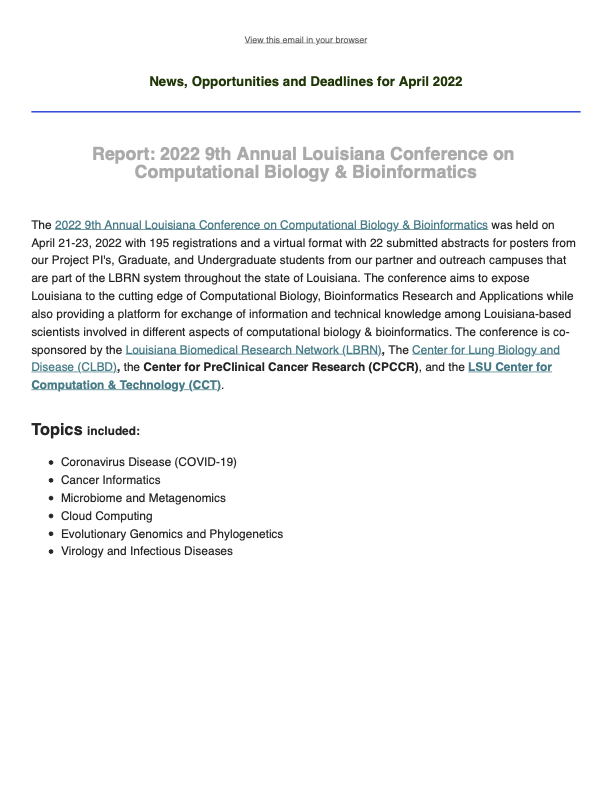 View this email in your browser
News, Opportunities and Deadlines for April 2022
Report: 2022 9th Annual Louisiana Conference on
Computational Biology & Bioinformatics
The 2022 9th Annual Louisiana Conference on Computational Biology & Bioinformatics was held on
April 21-23, 2022 with 195 registrations and a virtual format with 22 submitted abstracts for posters from
our Project PI's, Graduate, and Undergraduate students from our partner and outreach campuses that
are part of the LBRN system throughout the state of Louisiana. The conference aims to expose
Louisiana to the cutting edge of Computational Biology, Bioinformatics Research and Applications while
also providing a platform for exchange of information and technical knowledge among Louisiana-based
scientists involved in different aspects of computational biology & bioinformatics. The conference is co-
sponsored by the Louisiana Biomedical Research Network (LBRN), The Center for Lung Biology and
Disease (CLBD), the Center for PreClinical Cancer Research (CPCCR), and the LSU Center for
Computation & Technology (CCT).
Topics included:
• Coronavirus Disease (COVID-19)
• Cancer Informatics
• Microbiome and Metagenomics
• Cloud Computing
• Evolutionary Genomics and Phylogenetics
• Virology and Infectious Diseases